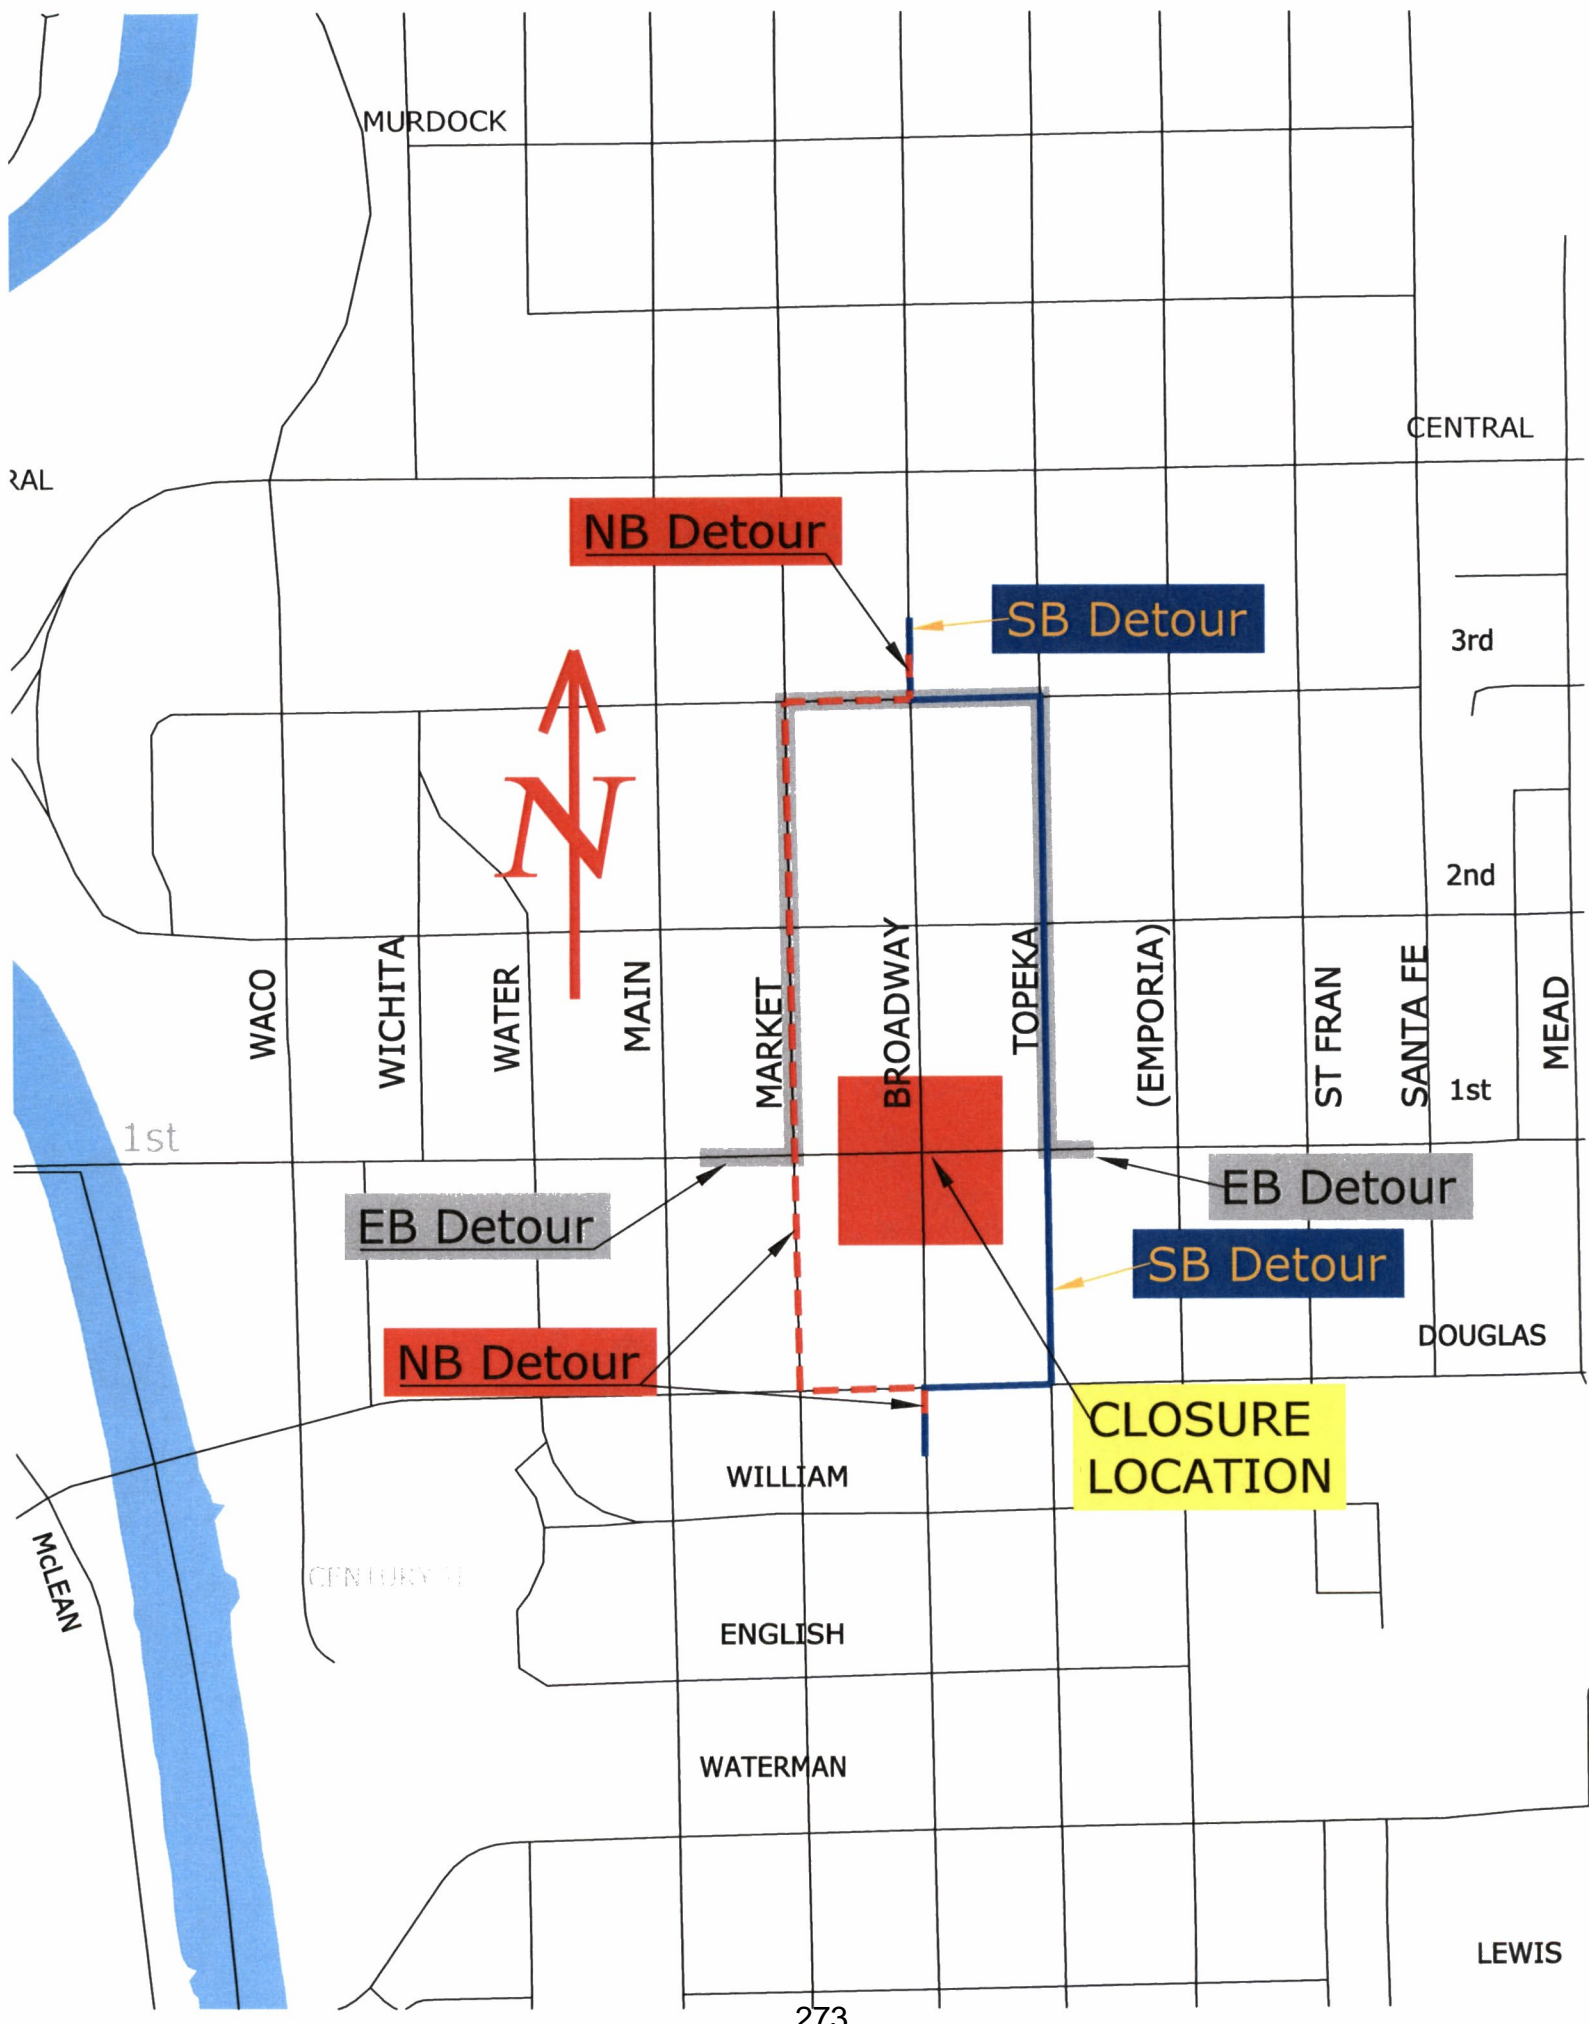 MURDOCK
CENTRAL
RAL
NB Detour
SB Detour
3rd
N
2nd
WACO
WICHITA
WATER
MAIN
MARKET
BROADWAY
TOPEKA
(EMPORIA)
ST FRAN
SANTA FE
MEAD
1st
1st
EB Detour
EB Detour
SB Detour
DOUGLAS
NB Detour
CLOSURE
LOCATION
WILLIAM
McLEAN
CENTURY II
ENGLISH
WATERMAN
LEWIS
273